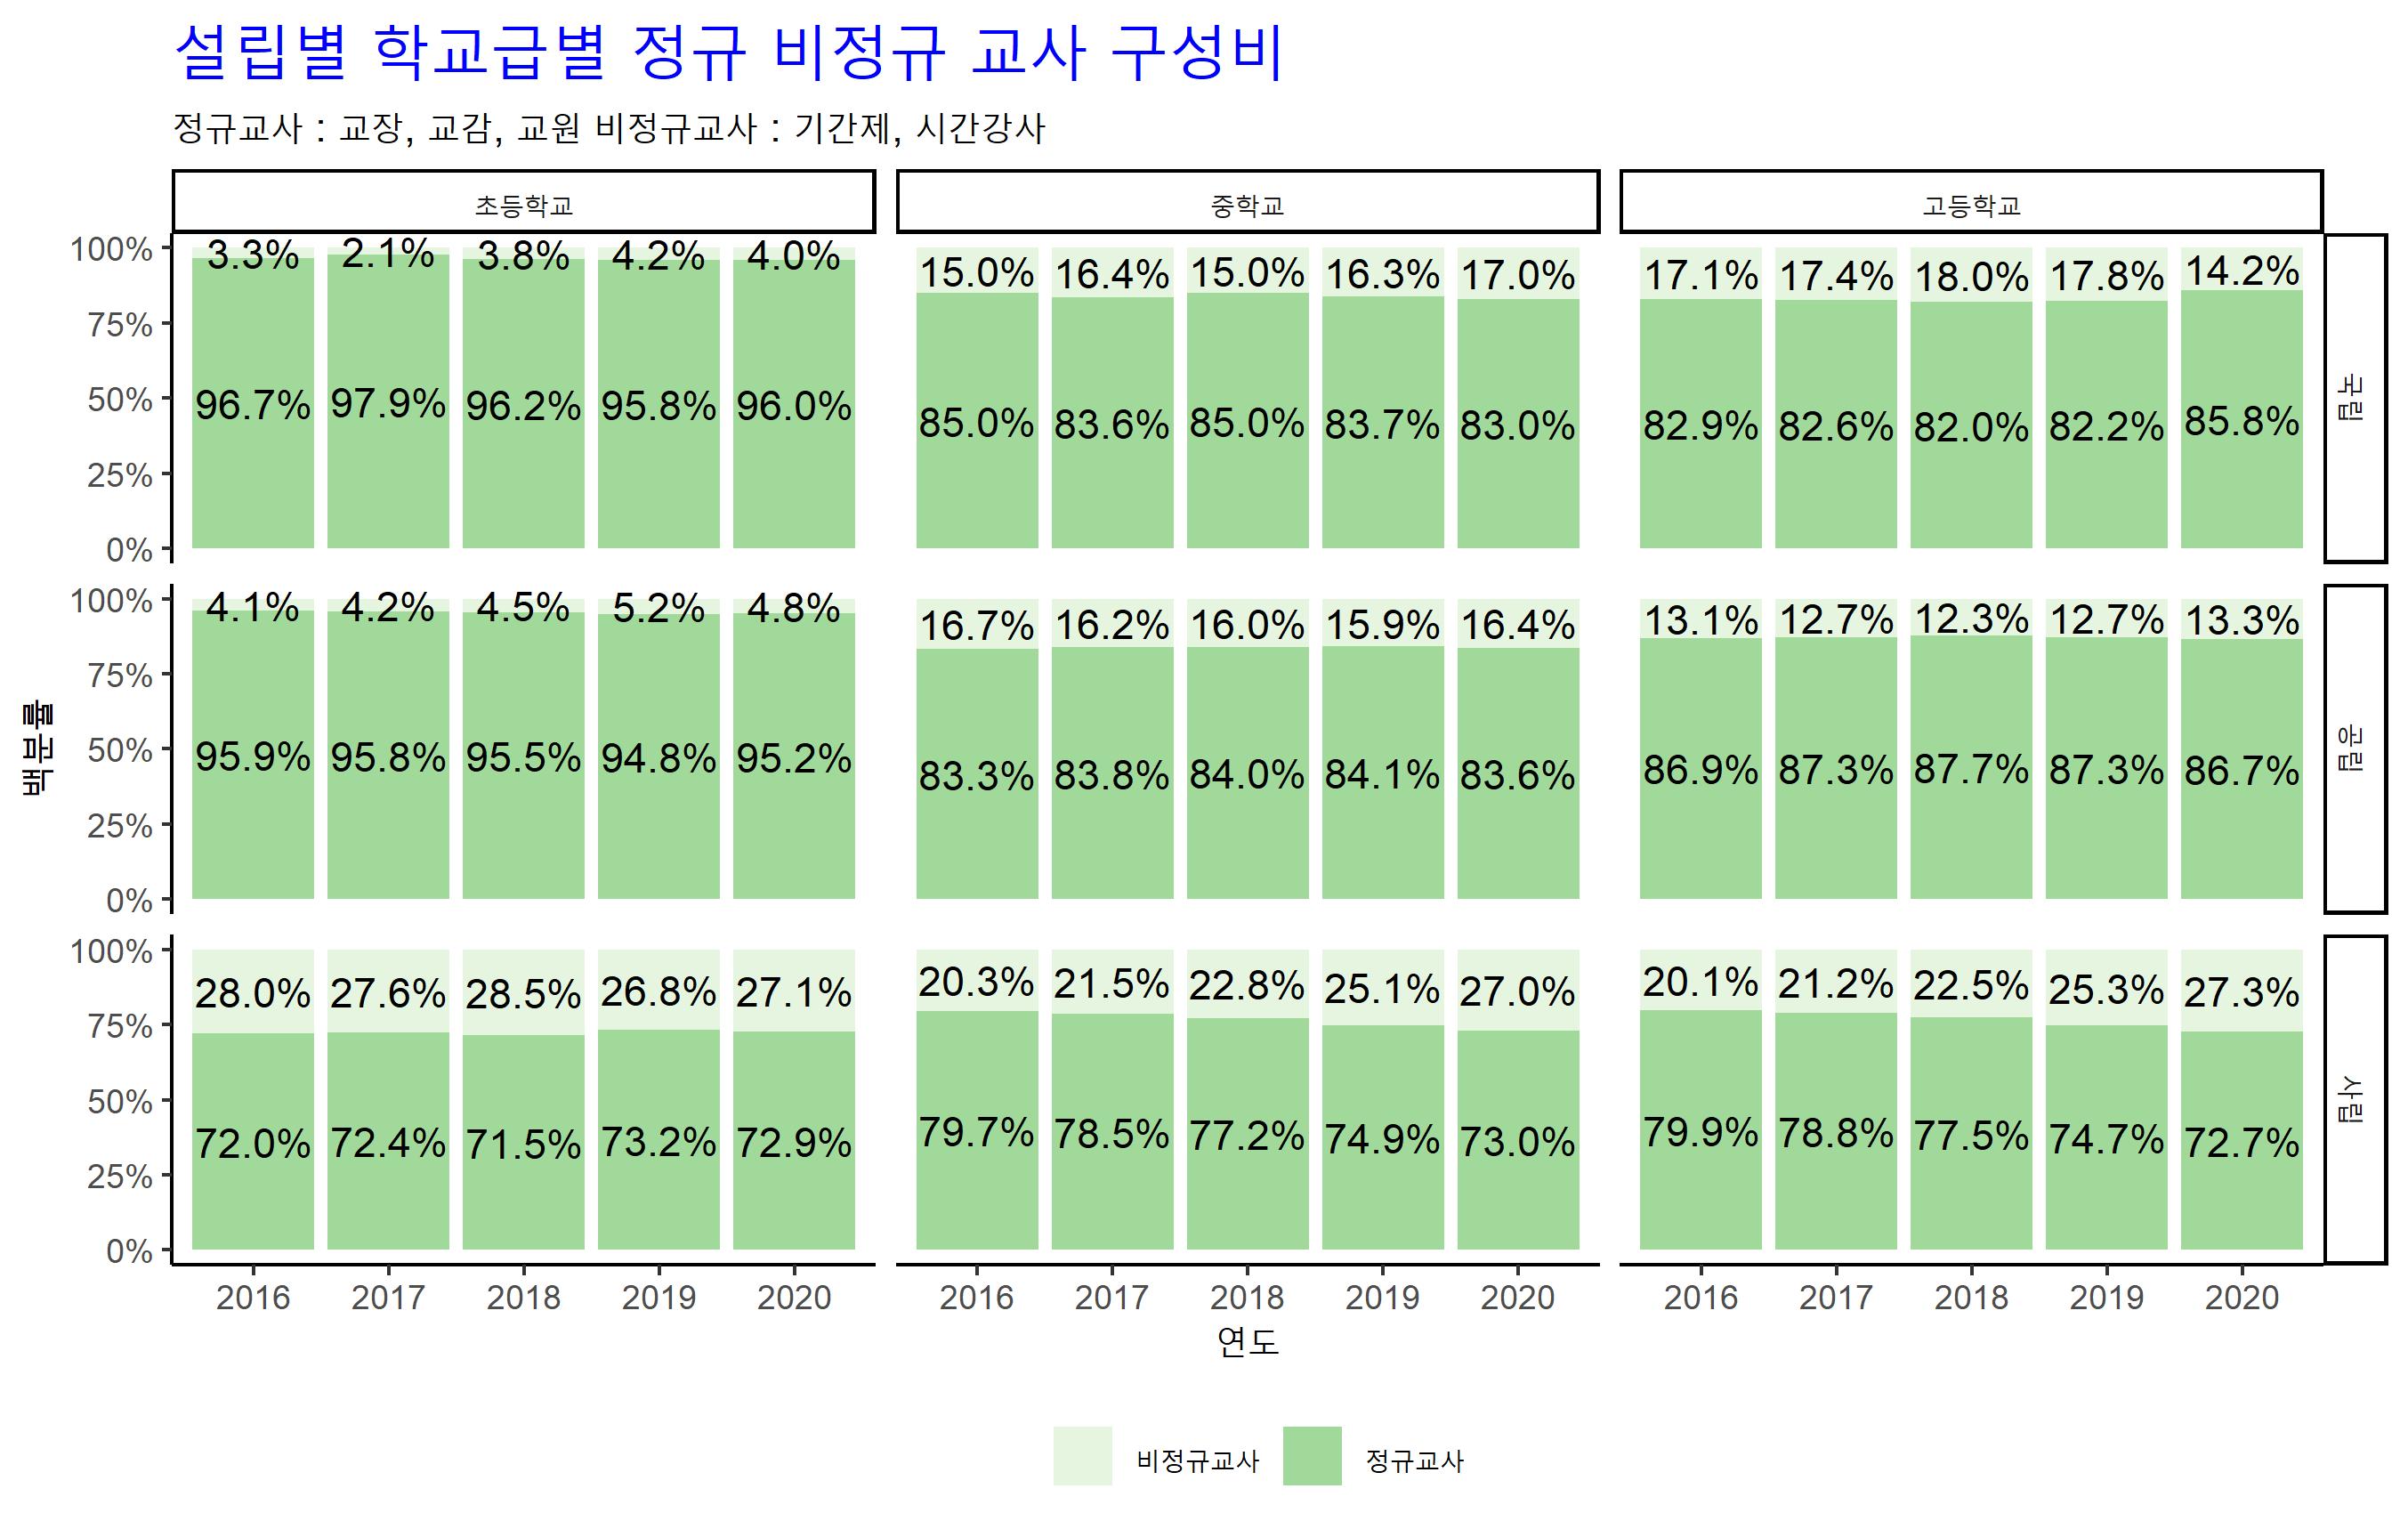 설립별 학교급별 정규 비정규 교사 구성비
정규교사 : 교장, 교감, 교원 비정규교사 : 기간제, 시간강사
초등학교 중학교 고등학교
100% 3.3% 2.1% 3.8% 4.2% 4.0% 15.0% 16.4% 15.0% 16.3% 17.0% 17.1% 17.4% 18.0% 17.8% 14.2%
75%
50% 96.7% 97.9% 96.2% 95.8% 96.0% 85.0% 83.6% 85.0% 83.7% 83.0% 82.9% 82.6% 82.0% 82.2% 85.8% 국립
25%
0%
100% 4.1% 4.2% 4.5% 5.2% 4.8% 16.7% 16.2% 16.0% 15.9% 16.4% 13.1% 12.7% 12.3% 12.7% 13.3%
75%
백분률
50% 95.9% 95.8% 95.5% 94.8% 95.2% 83.3% 83.8% 84.0% 84.1% 83.6% 86.9% 87.3% 87.7% 87.3% 86.7% 공립
25%
0%
100% 28.0% 27.6% 28.5% 26.8% 27.1% 20.3% 21.5% 22.8% 25.1% 27.0% 20.1% 21.2% 22.5% 25.3% 27.3%
75%
50% 72.0% 72.4% 71.5% 73.2% 72.9% 79.7% 78.5% 77.2% 74.9% 73.0% 79.9% 78.8% 77.5% 74.7% 72.7% 사립
25%
0%
2016 2017 2018 2019 2020 2016 2017 2018 2019 2020 2016 2017 2018 2019 2020
연도
비정규교사 정규교사